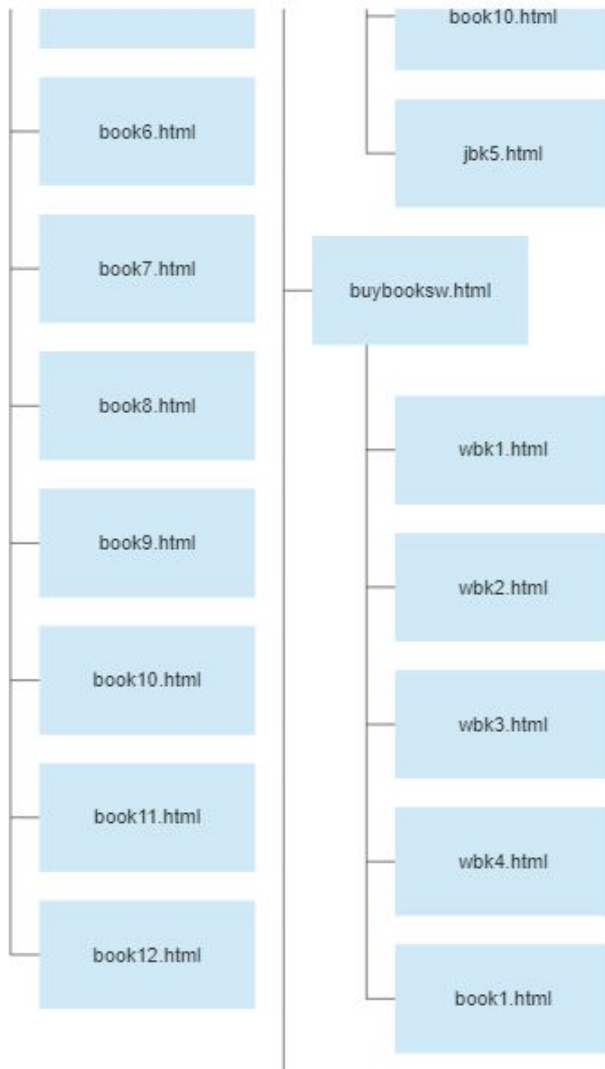 book6.html
book7.html
book8.html
book9.html
book10.html
book11.html
book12.html
book10.html
jbk5.html
buybooksw.html
wbk1.html
wbk2.html
wbk3.html
wbk4.html
book1.html